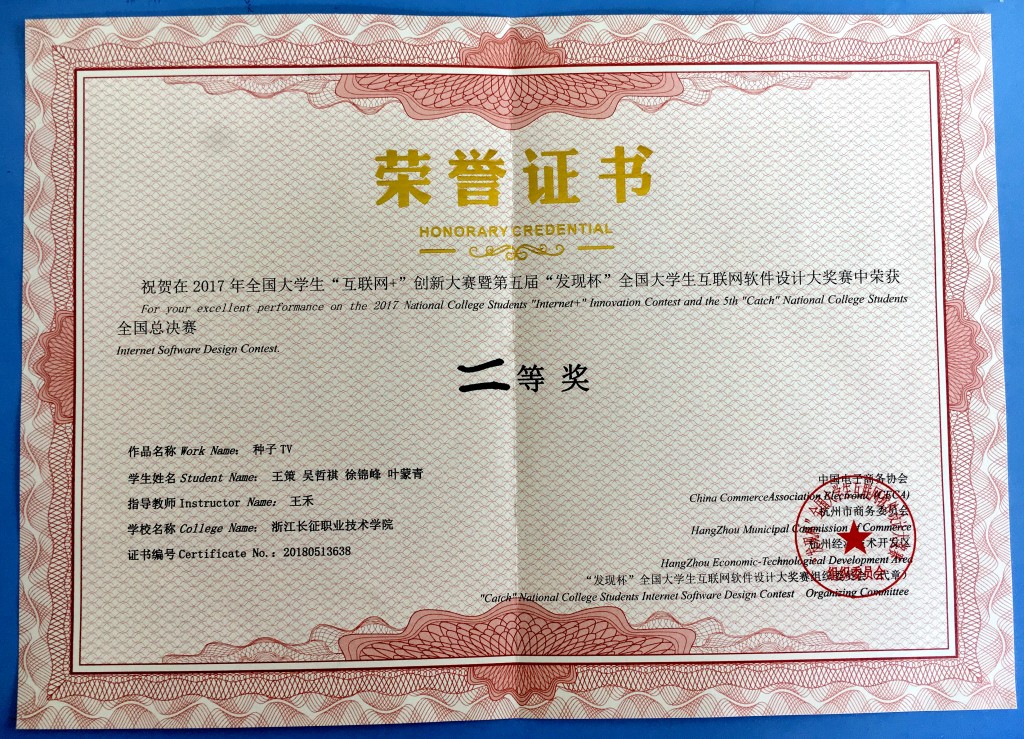 荣誉证书
HONORARY CREDENTIAL
祝贺在 2017 年全国大学生“互联网+”创新大赛暨第五届“发现杯”全国大学生互联网软件设计大奖赛中荣获
For your excellent performance on the 2017 National College Students "Internet+" Innovation Contest and the 5th "Catch" National College Students
全国总决赛
Internet Software Design Contest.
二等奖
作品名称 Work Name： 种子TV
学生姓名 Student Name： 王策 吴哲祺 徐锦峰 叶蒙青
指导教师 Instructor Name： 王禾
学校名称 College Name： 浙江长征职业技术学院
证书编号 Certificate No.：20180513638
中国电子商务协会
China CommerceAssociation Electronic (CECA)
杭州市商务委员会
HangZhou Municipal Commission of Commerce
杭州经济技术开发区
HangZhou Economic-Technological Development Area
“发现杯”全国大学生互联网软件设计大奖赛组织委员会（代章）
"Catch" National College Students Internet Software Design Contest Organizing Committee
组织委员会